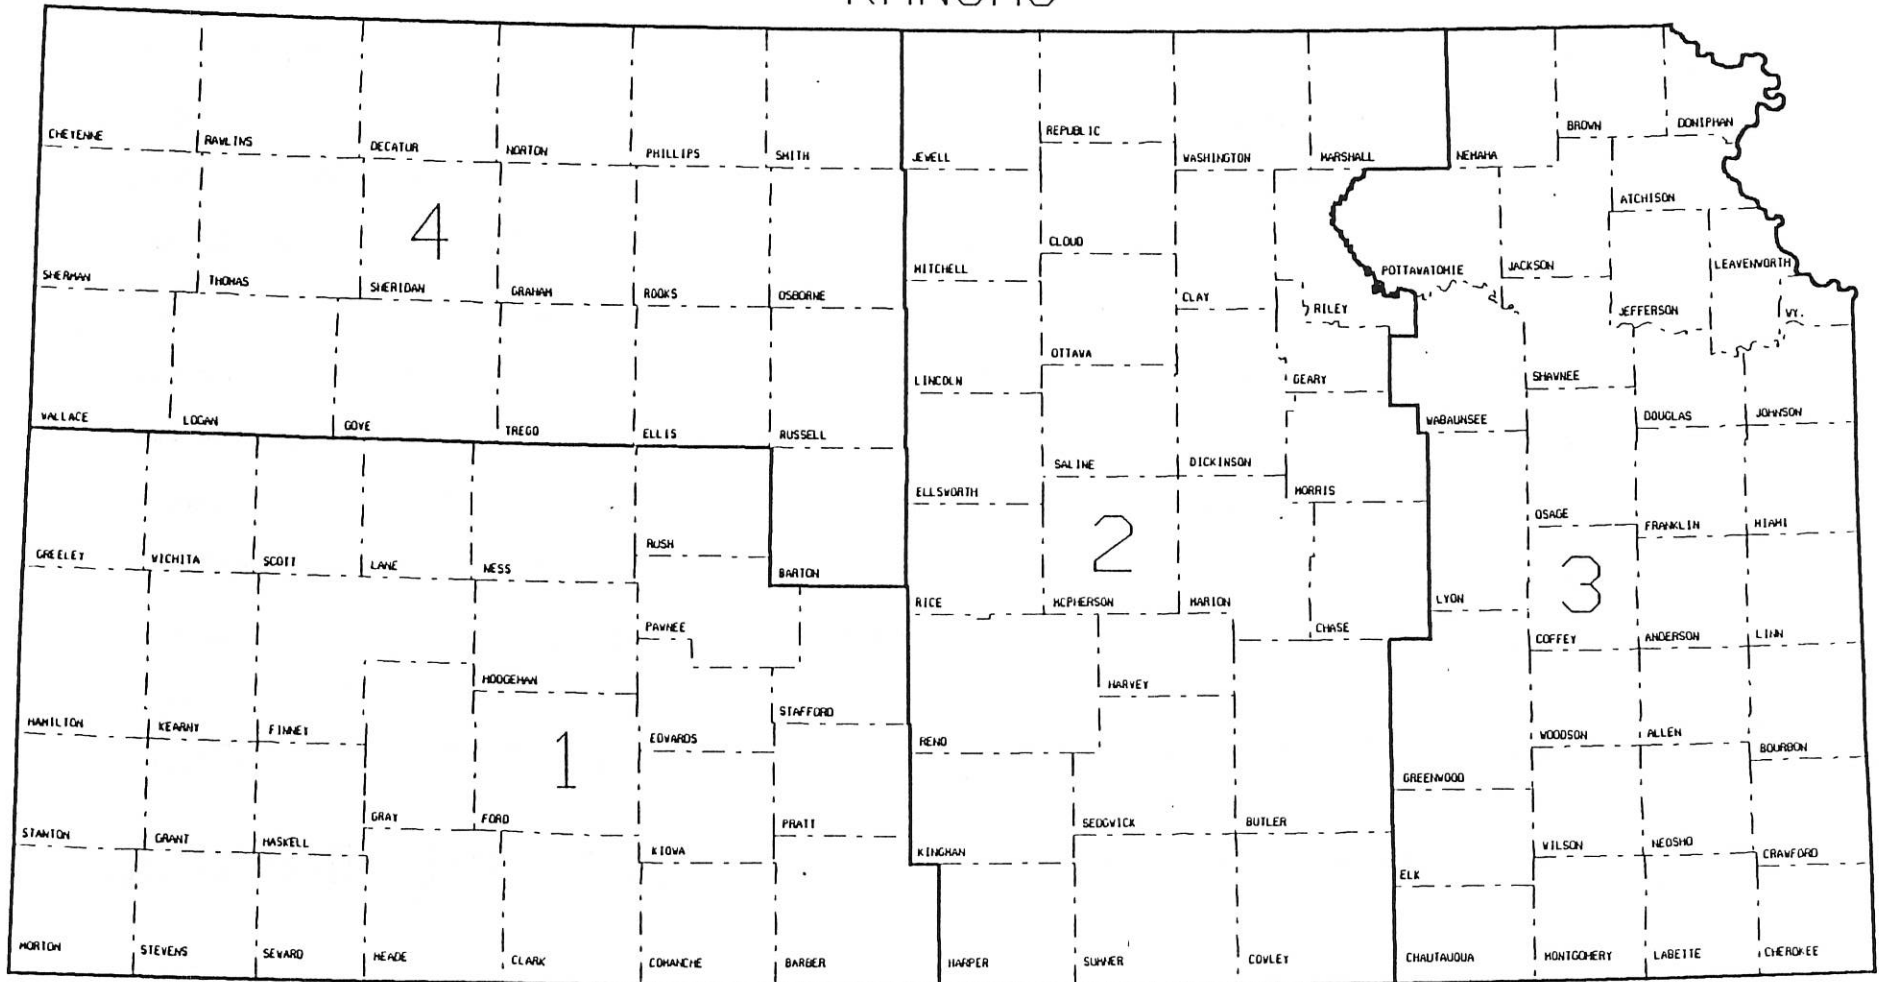 KANSAS
CHEYENNE RAWLINS DECATUR NORTON PHILLIPS SMITH JEWELL REPUBLIC WASHINGTON MARSHALL NEMAHA BROWN DONIPHAN
ATCHISON
4
SHERMAN THOMAS SHERIDAN GRAHAM ROOKS OSBORNE MITCHELL CLOUD CLAY RILEY POTTAWATOMIE JACKSON JEFFERSON LEAVENWORTH WY.
WALLACE LOGAN GOVE TREGO ELLIS RUSSELL LINCOLN OTTAWA GEARY WABAUNSEE SHAWNEE DOUGLAS JOHNSON
SALINE DICKINSON
ELLSWORTH MORRIS
GREELEY WICHITA SCOTT LANE NESS RUSH BARTON
2
OSAGE FRANKLIN MIAMI
3
RICE MCPHERSON MARION CHASE LYON
PAWNEE
COFFEY ANDERSON LINN
HODGEMAN
HARVEY
HAMILTON KEARNY FINNEY
1
EDWARDS STAFFORD RENO WOODSON ALLEN BOURBON
GREENWOOD
STANTON GRANT HASKELL GRAY FORD KIOWA PRATT KINGMAN SEDGWICK BUTLER
WILSON NEOSHO CRAWFORD
ELK
MORTON STEVENS SEWARD MEADE CLARK COMANCHE BARBER HARPER SUMNER COWLEY CHAUTAUQUA MONTGOMERY LABETTE CHEROKEE